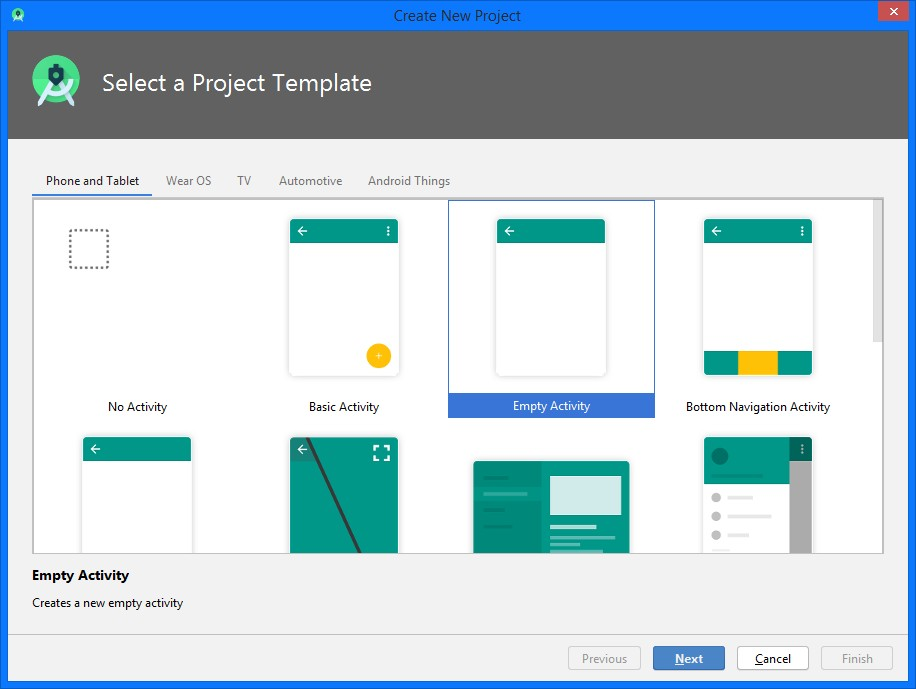 Create New Project
Select a Project Template
Phone and Tablet Wear OS TV Automotive Android Things
No Activity Basic Activity Empty Activity Bottom Navigation Activity
Empty Activity
Creates a new empty activity
Previous Next Cancel Finish